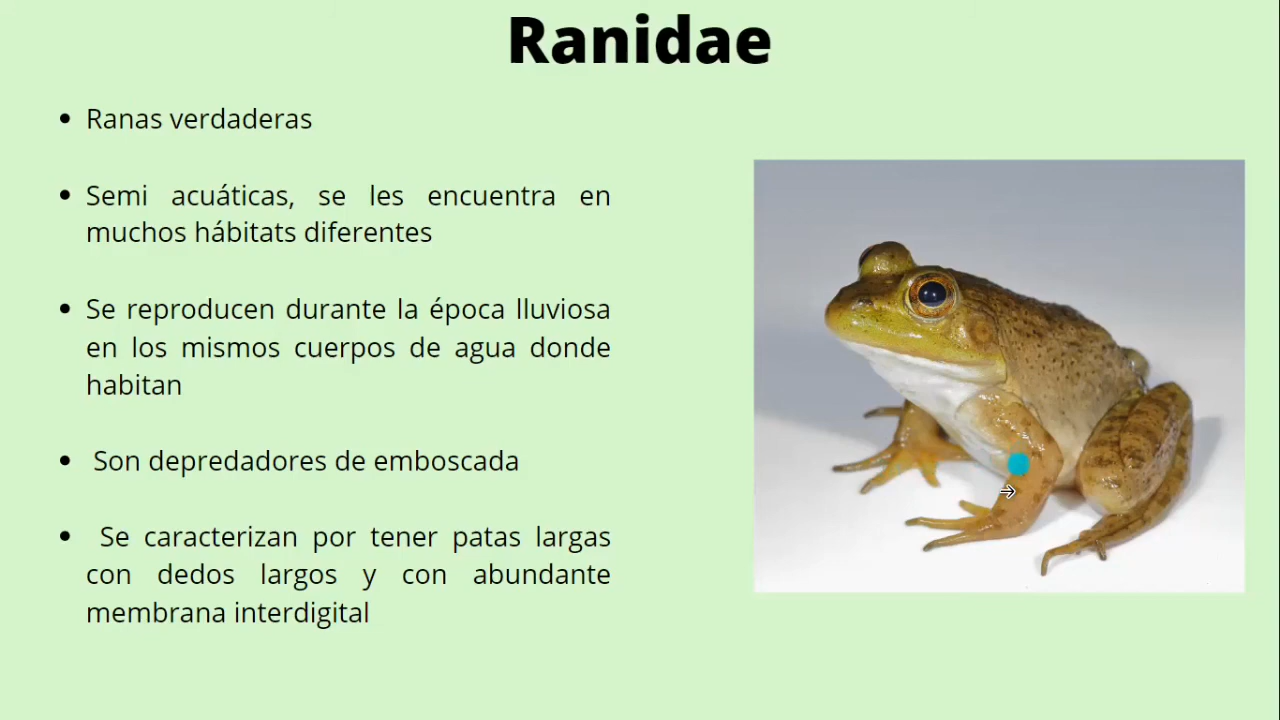 Ranidae
• Ranas verdaderas
• Semi acuáticas, se les encuentra en
muchos hábitats diferentes
• Se reproducen durante la época lluviosa
en los mismos cuerpos de agua donde
habitan
• Son depredadores de emboscada
• Se caracterizan por tener patas largas
con dedos largos y con abundante
membrana interdigital